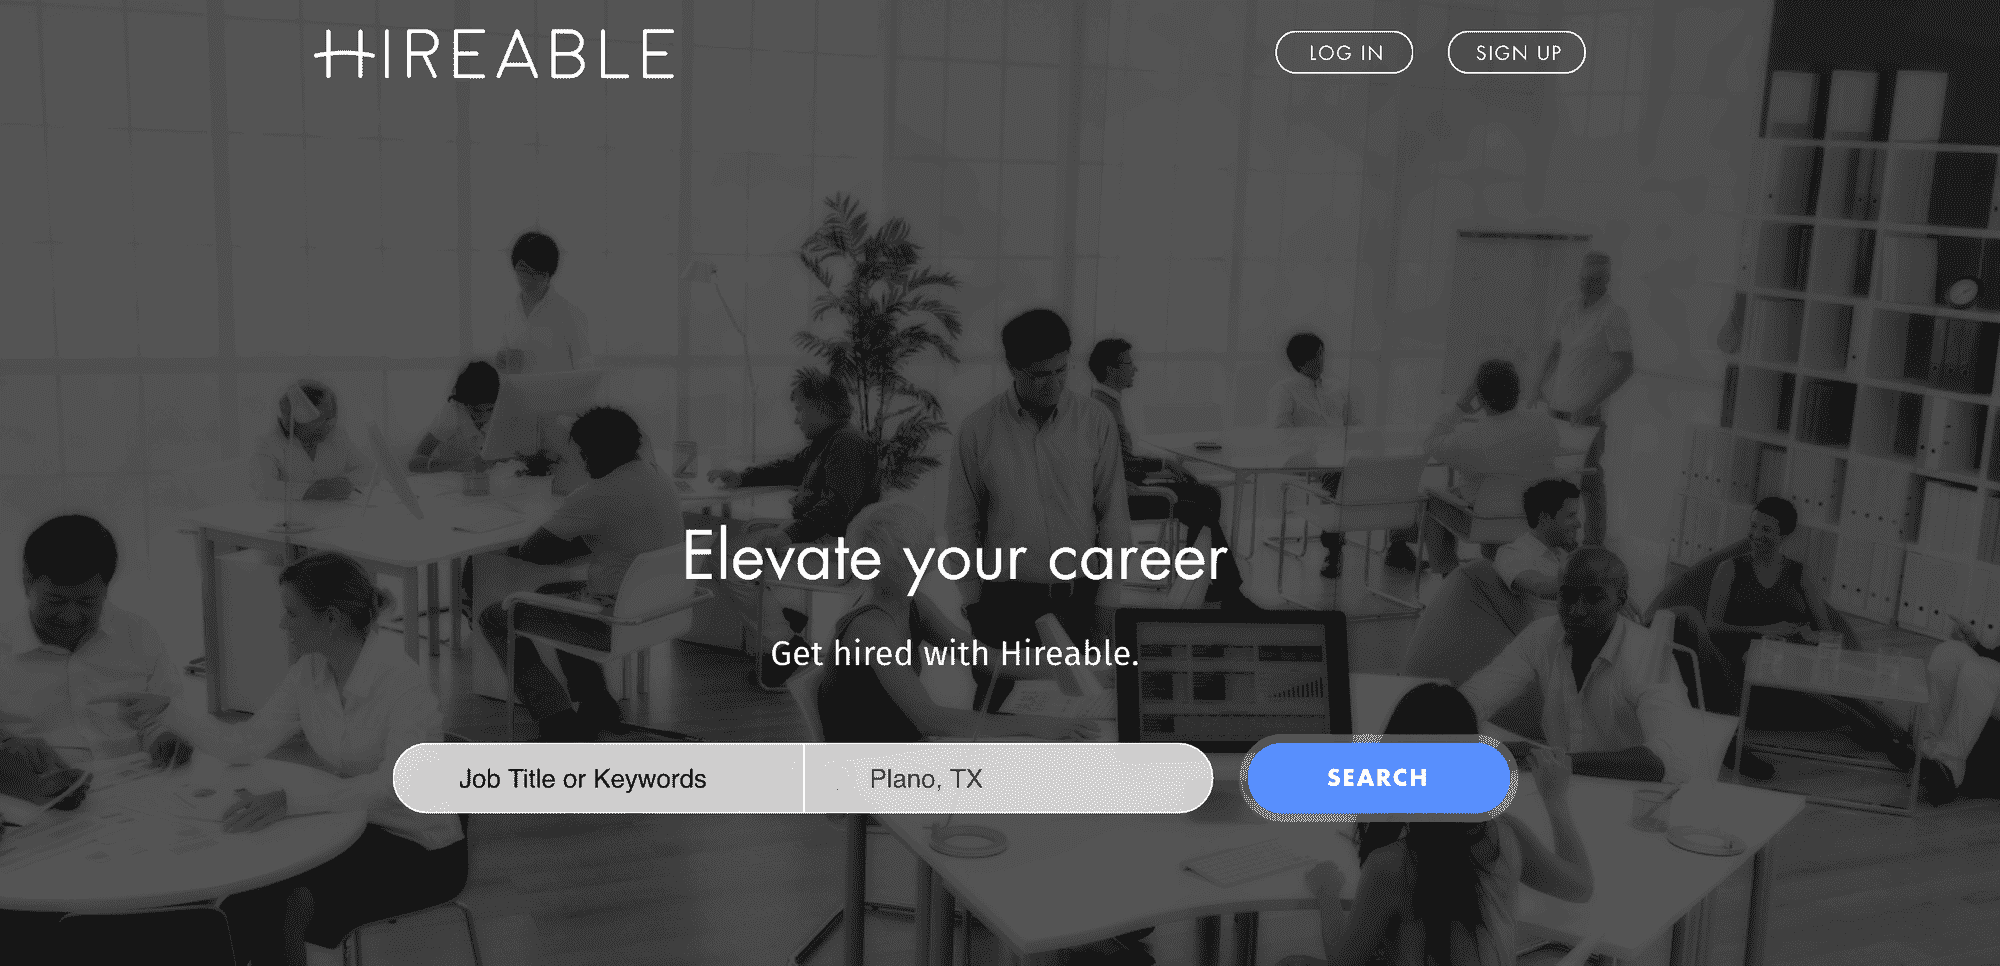 HIREABLE
LOG IN
SIGN UP
Elevate your career
Get hired with Hireable.
Job Title or Keywords
Plano, TX
SEARCH